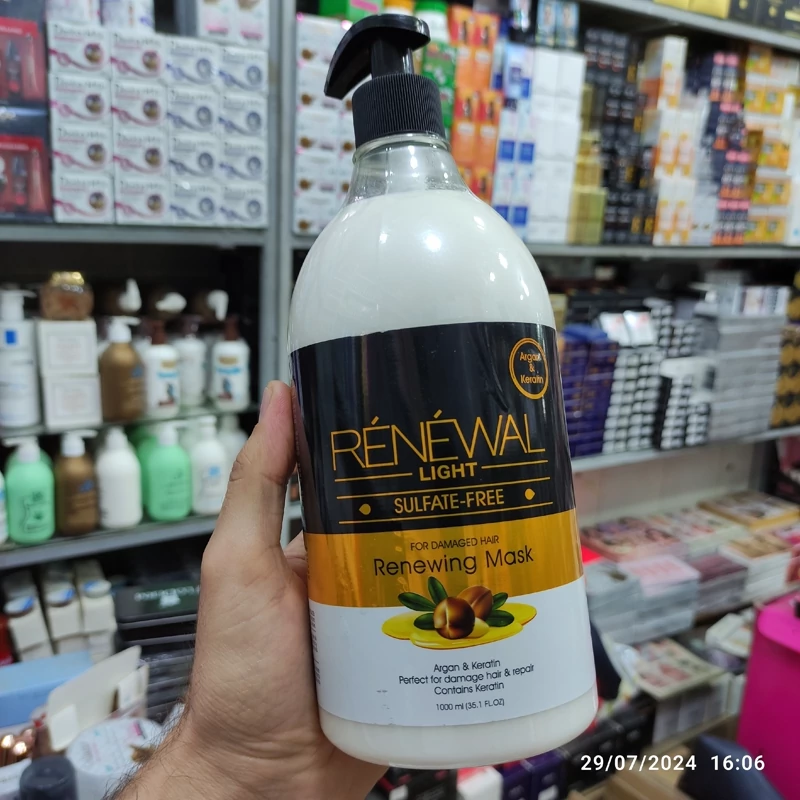 Argan
&
Keratin
RÉNÉWAL
LIGHT
SULFATE-FREE
FOR DAMAGED HAIR
Renewing Mask
Argan & Keratin
Perfect for damage hair & repair
Contains Keratin
1000 ml (35.1 FL.OZ)
29/07/2024 16:06